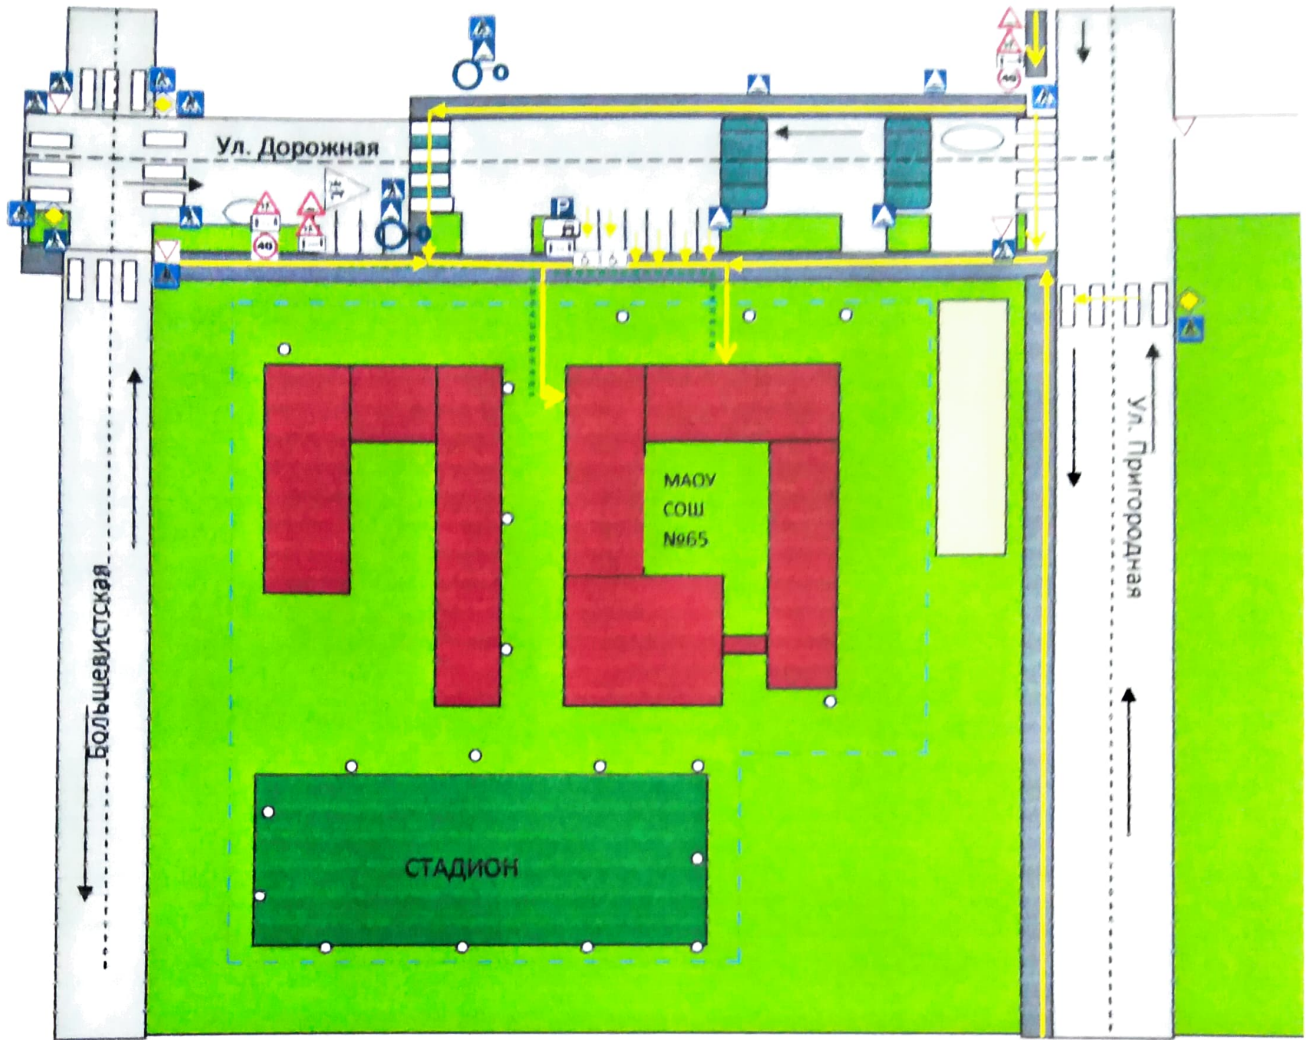 40
Ул. Дорожная
P
40
МАОУ
СОШ
№65
Ул. Пригородная
Большевистская
СТАДИОН